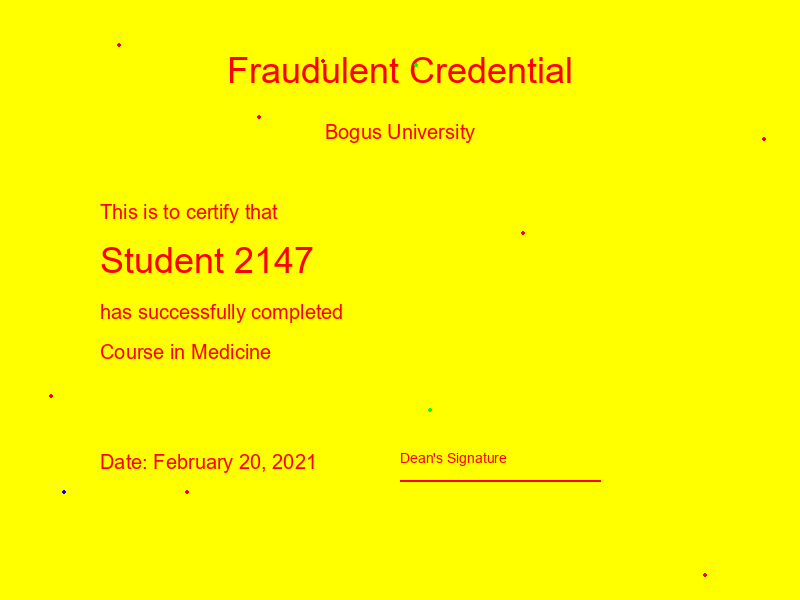 Fraudulent Credential
Bogus University
This is to certify that
Student 2147
has successfully completed
Course in Medicine
Date: February 20, 2021
Dean's Signature